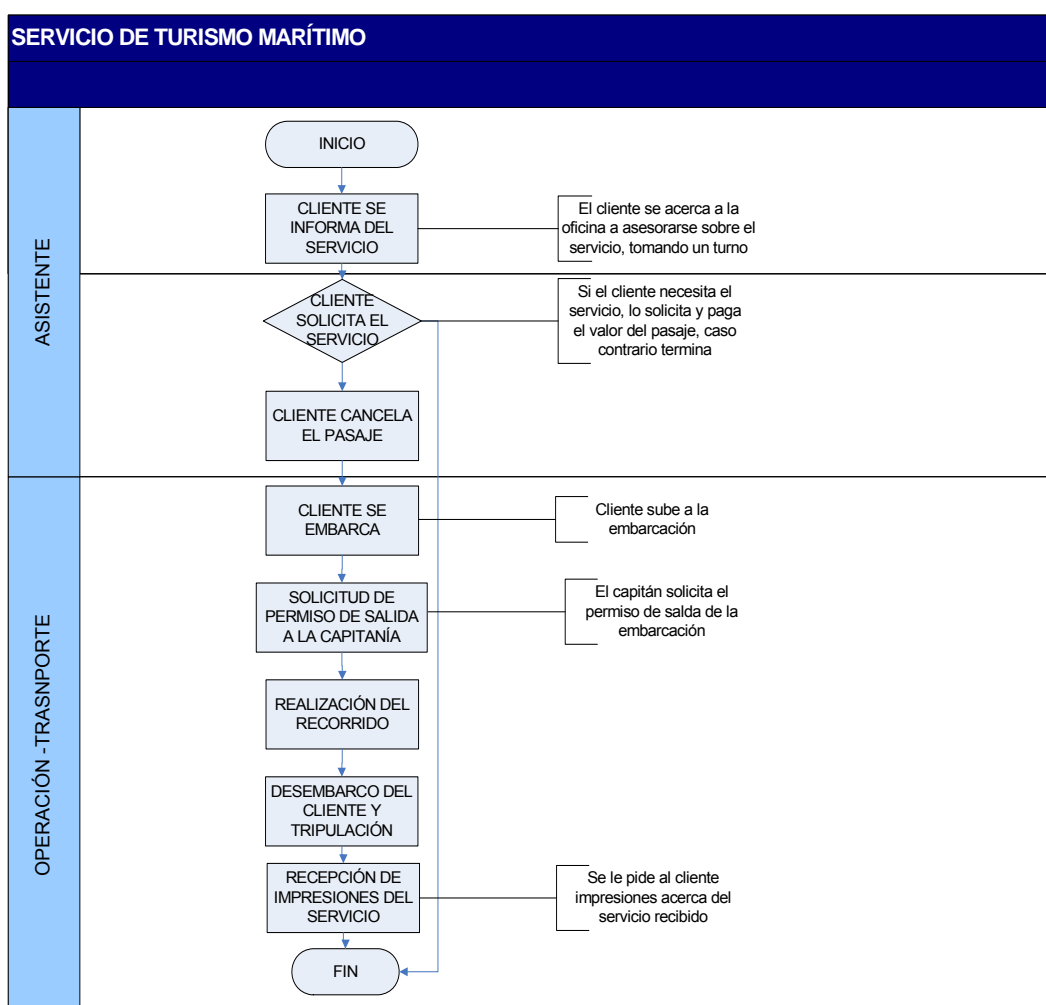 SERVICIO DE TURISMO MARÍTIMO
ASISTENTE
INICIO
CLIENTE SE
INFORMA DEL
SERVICIO
El cliente se acerca a la
oficina a asesorarse sobre el
servicio, tomando un turno
CLIENTE
SOLICITA EL
SERVICIO
Si el cliente necesita el
servicio, lo solicita y paga
el valor del pasaje, caso
contrario termina
CLIENTE CANCELA
EL PASAJE
OPERACIÓN -TRASNPORTE
CLIENTE SE
EMBARCA
Cliente sube a la
embarcación
SOLICITUD DE
PERMISO DE SALIDA
A LA CAPITANÍA
El capitán solicita el
permiso de salda de la
embarcación
REALIZACIÓN DEL
RECORRIDO
DESEMBARCO DEL
CLIENTE Y
TRIPULACIÓN
RECEPCIÓN DE
IMPRESIONES DEL
SERVICIO
Se le pide al cliente
impresiones acerca del
servicio recibido
FIN